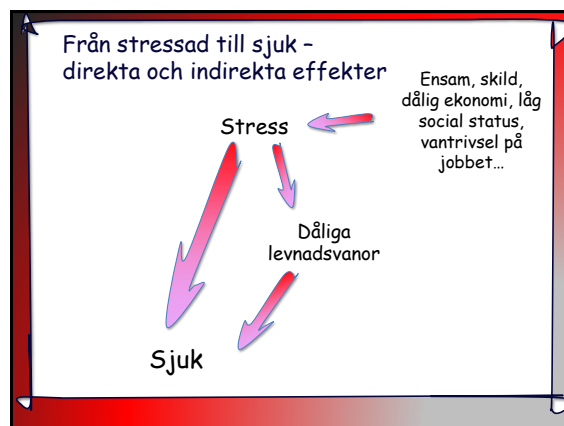 Från stressad till sjuk –
direkta och indirekta effekter
Ensam, skild,
dålig ekonomi, låg
social status,
vantrivsel på
jobbet…
Stress
Dåliga
levnadsvanor
Sjuk